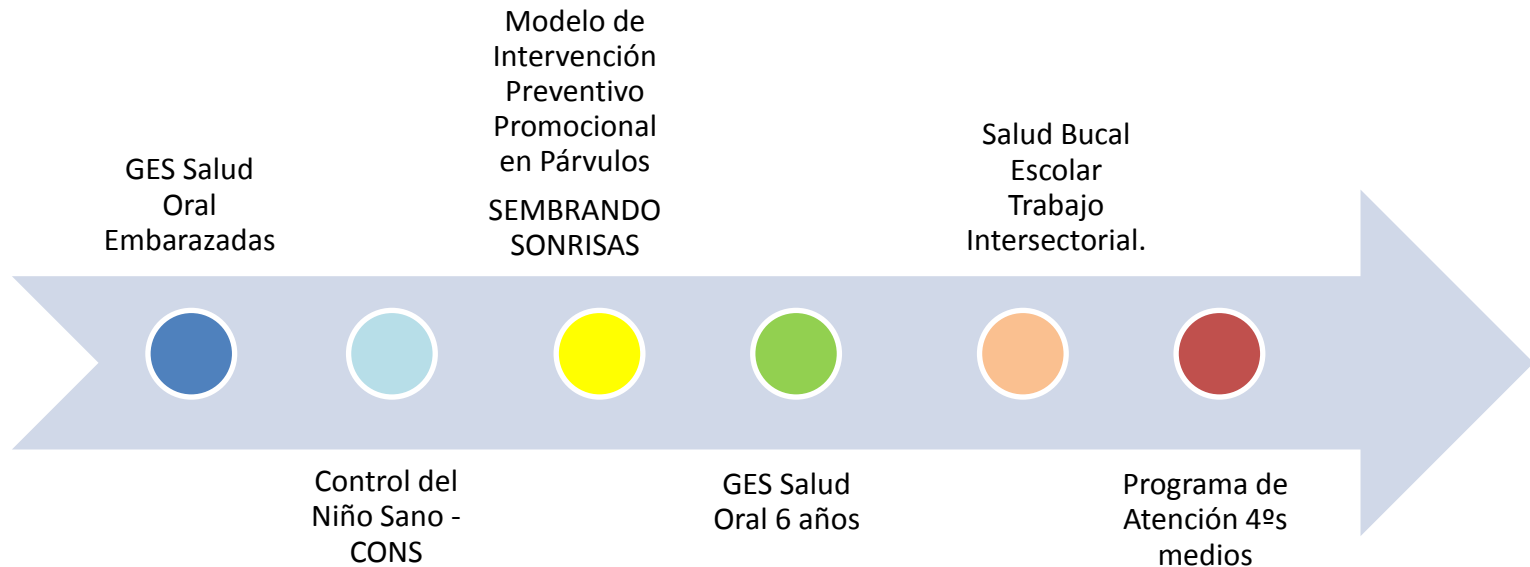 GES Salud
Oral
Embarazadas
Control del
Niño Sano -
CONS
Modelo de
Intervención
Preventivo
Promocional
en Párvulos
SEMBRANDO
SONRISAS
GES Salud
Oral 6 años
Salud Bucal
Escolar
Trabajo
Intersectorial.
Programa de
Atención 4ºs
medios